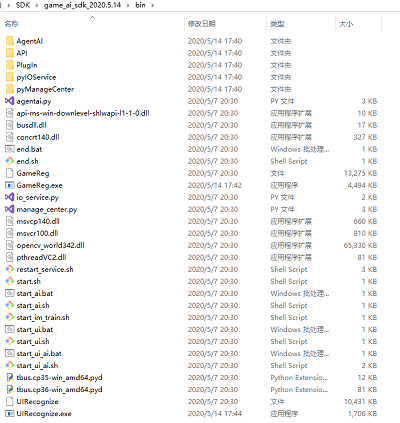 › SDK › game_ai_sdk_2020.5.14 › bin ›
名称 修改日期 类型 大小
AgentAI 2020/5/14 17:40 文件夹
API 2020/5/14 17:40 文件夹
PlugIn 2020/5/14 17:40 文件夹
pyIOService 2020/5/14 17:40 文件夹
pyManageCenter 2020/5/14 17:40 文件夹
agentai.py 2020/5/7 20:30 PY 文件 3 KB
api-ms-win-downlevel-shlwapi-l1-1-0.dll 2020/5/7 20:30 应用程序扩展 10 KB
busdll.dll 2020/5/7 20:30 应用程序扩展 17 KB
concrt140.dll 2020/5/7 20:30 应用程序扩展 327 KB
end.bat 2020/5/7 20:30 Windows 批处理... 1 KB
end.sh 2020/5/7 20:30 Shell Script 1 KB
GameReg 2020/5/7 20:30 文件 13,275 KB
GameReg.exe 2020/5/14 17:42 应用程序 4,494 KB
io_service.py 2020/5/7 20:30 PY 文件 2 KB
manage_center.py 2020/5/7 20:30 PY 文件 3 KB
msvcp140.dll 2020/5/7 20:30 应用程序扩展 660 KB
msvcr100.dll 2020/5/7 20:30 应用程序扩展 810 KB
opencv_world342.dll 2020/5/7 20:30 应用程序扩展 65,330 KB
pthreadVC2.dll 2020/5/7 20:30 应用程序扩展 81 KB
restart_service.sh 2020/5/7 20:30 Shell Script 3 KB
start.sh 2020/5/7 20:30 Shell Script 1 KB
start_ai.bat 2020/5/7 20:30 Windows 批处理... 1 KB
start_ai.sh 2020/5/7 20:30 Shell Script 1 KB
start_im_train.sh 2020/5/7 20:30 Shell Script 1 KB
start_ui.bat 2020/5/7 20:30 Windows 批处理... 1 KB
start_ui.sh 2020/5/7 20:30 Shell Script 1 KB
start_ui_ai.bat 2020/5/7 20:30 Windows 批处理... 1 KB
start_ui_ai.sh 2020/5/7 20:30 Shell Script 2 KB
tbus.cp35-win_amd64.pyd 2020/5/7 20:30 Python Extensio... 12 KB
tbus.cp36-win_amd64.pyd 2020/5/7 20:30 Python Extensio... 81 KB
UIRecognize 2020/5/7 20:30 文件 10,431 KB
UIRecognize.exe 2020/5/14 17:44 应用程序 1,706 KB